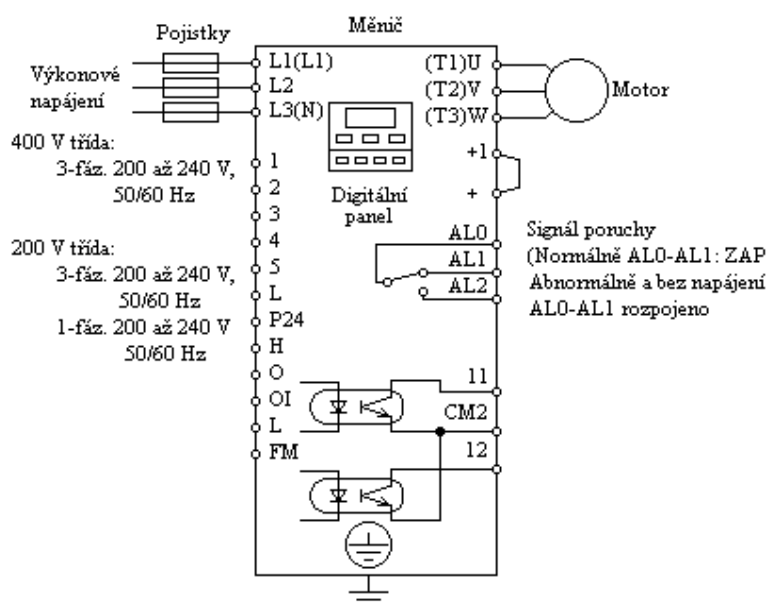 Měnič
Pojistky
Výkonové
napájení
L1(L1)
L2
L3(N)
(T1)U
(T2)V
(T3)W
Motor
400 V třída:
3-fáz. 200 až 240 V,
50/60 Hz
200 V třída:
3-fáz. 200 až 240 V,
50/60 Hz
1-fáz. 200 až 240 V
50/60 Hz
1
2
3
4
5
L
P24
H
O
OI
L
FM
Digitální
panel
+1
+
AL0
AL1
AL2
Signál poruchy
(Normálně AL0-AL1: ZAP
Abnormálně a bez napájení
AL0-AL1 rozpojeno
11
CM2
12